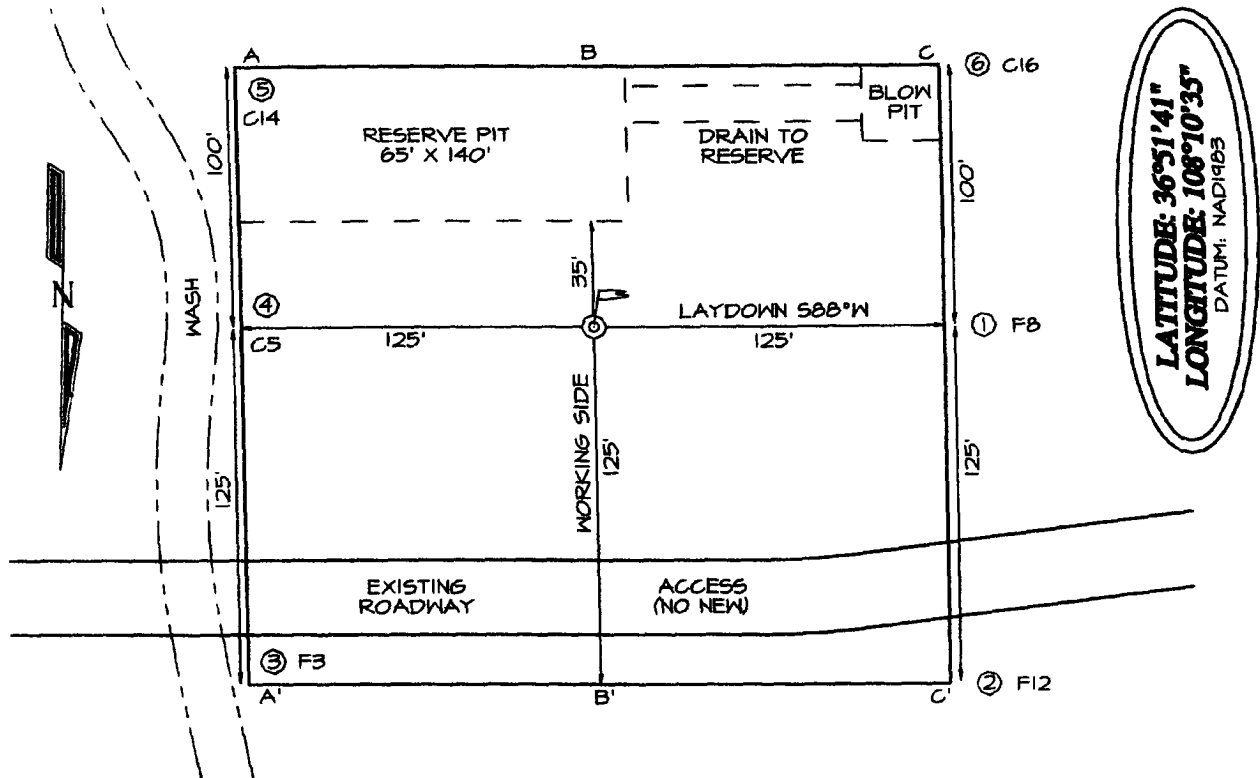 A
B
C
⑤
C14
RESERVE PIT
65' X 140'
DRAIN TO
RESERVE
BLOW
PIT
⑥ C16
100'
100'
35'
N
WASH
④
C5
125'
LAYDOWN S88°W
125'
① F8
WORKING SIDE
125'
125'
125'
EXISTING
ROADWAY
ACCESS
(NO NEW)
③ F3
A'
B'
C'
② F12
LATITUDE: 36°51'41"
LONGITUDE: 108°10'35"
DATUM: NAD1983